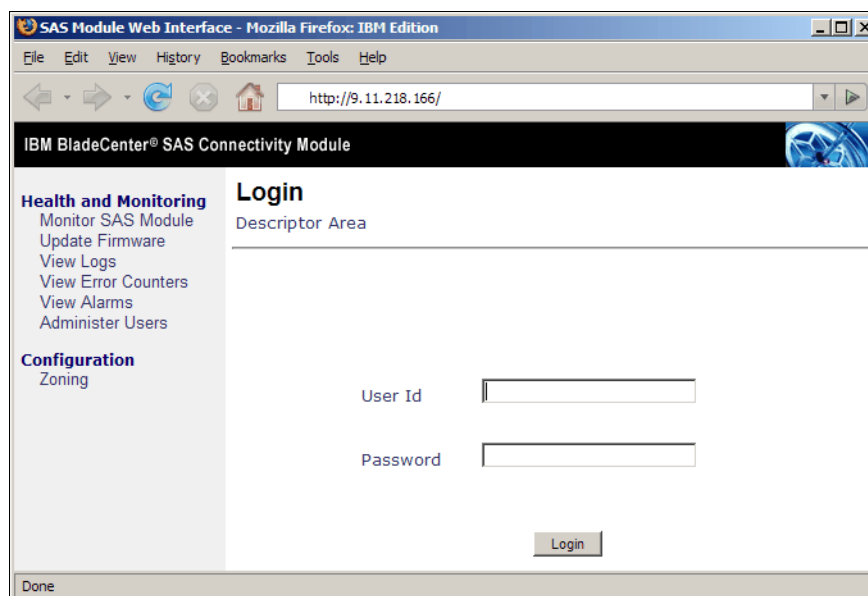 SAS Module Web Interface - Mozilla Firefox: IBM Edition
File Edit View History Bookmarks Tools Help
http://9.11.218.166/
IBM BladeCenter® SAS Connectivity Module
Health and Monitoring
Monitor SAS Module
Update Firmware
View Logs
View Error Counters
View Alarms
Administer Users
Configuration
Zoning
Login
Descriptor Area
User Id
Password
Login
Done